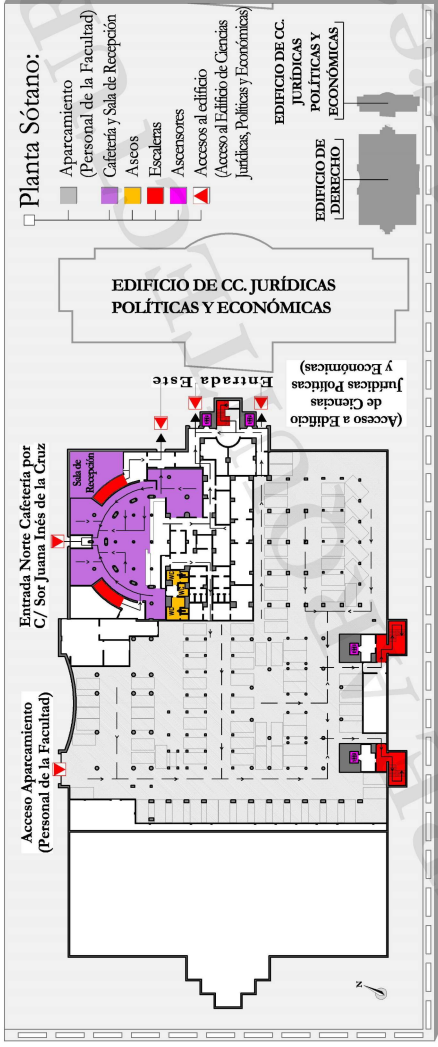 Planta Sótano:
Aparcamiento
(Personal de la Facultad)
Cafetería y Sala de Recepción
Aseos
Escaleras
Ascensores
Accesos al edificio
(Acceso al Edificio de Ciencias
Jurídicas, Políticas y Económicas)
EDIFICIO DE CC.
JURÍDICAS
POLÍTICAS Y
ECONÓMICAS
EDIFICIO DE
DERECHO
EDIFICIO DE CC. JURÍDICAS
POLÍTICAS Y ECONÓMICAS
Entrada Este
(Acceso a Edificio
de Ciencias
Jurídicas Políticas
y Económicas)
Entrada Norte Cafetería por
C/ Sor Juana Inés de la Cruz
Sala de
Recepción
WC
WC
WC
Acceso Aparcamiento
(Personal de la Facultad)
N